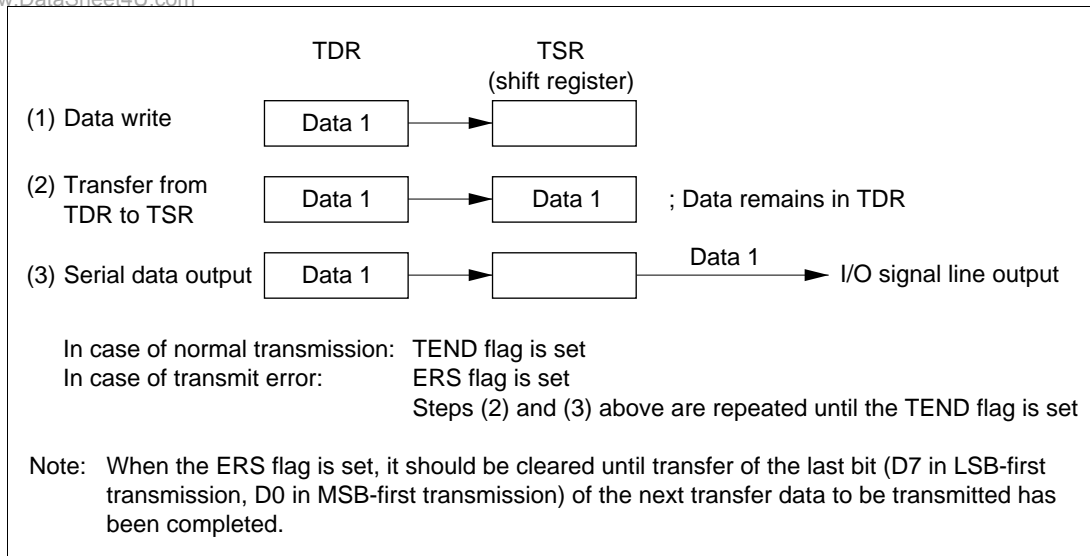 w.DataSheet4U.com
TDR TSR
(shift register)
(1) Data write Data 1
(2) Transfer from
TDR to TSR Data 1 Data 1 ; Data remains in TDR
(3) Serial data output Data 1 Data 1 I/O signal line output
In case of normal transmission: TEND flag is set
In case of transmit error: ERS flag is set
Steps (2) and (3) above are repeated until the TEND flag is set
Note: When the ERS flag is set, it should be cleared until transfer of the last bit (D7 in LSB-first
transmission, D0 in MSB-first transmission) of the next transfer data to be transmitted has
been completed.